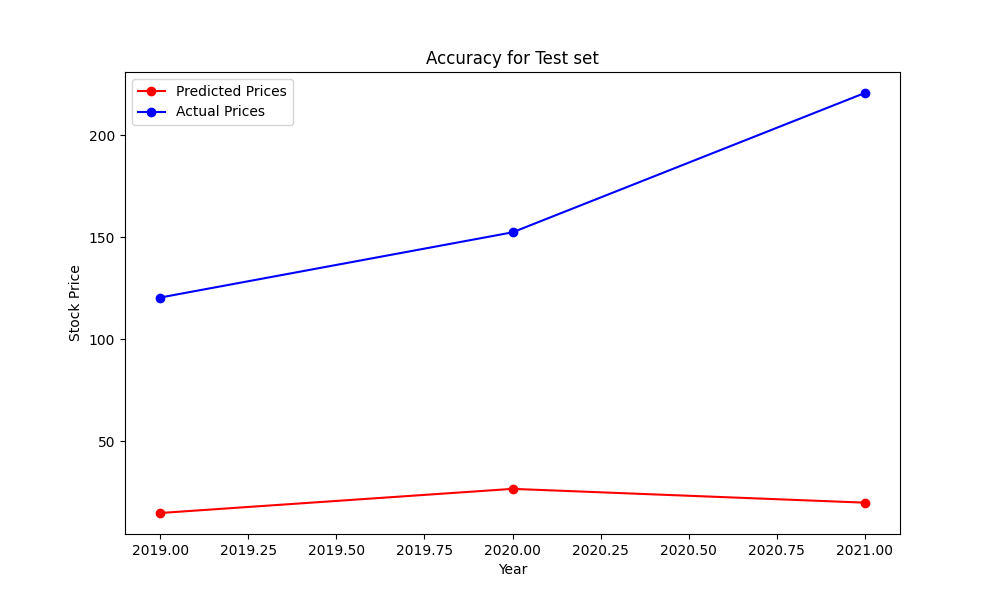 Accuracy for Test set
Predicted Prices
Actual Prices
200
150
100
50
Stock Price
2019.00 2019.25 2019.50 2019.75 2020.00 2020.25 2020.50 2020.75 2021.00
Year